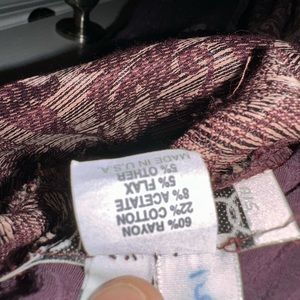 60% RAYON
22% COTTON
8% ACETATE
5% FLAX
5% OTHER
MADE IN U.S.A